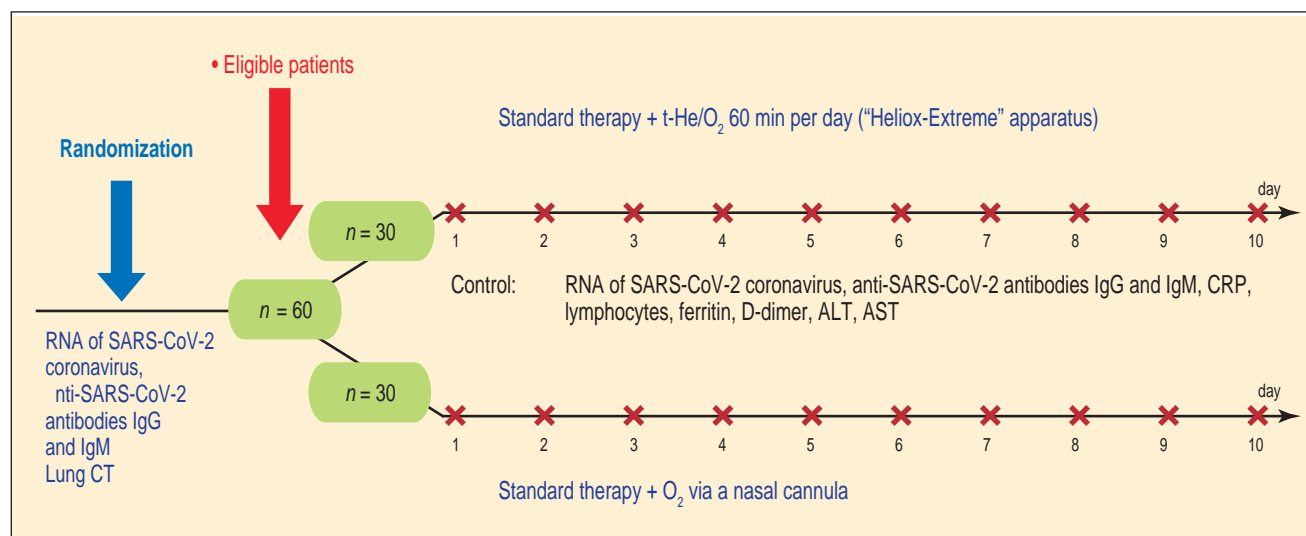 • Eligible patients
Standard therapy + t-He/O₂ 60 min per day (“Heliox-Extreme” apparatus)
Randomization
day
n = 30
1 2 3 4 5 6 7 8 9 10
Control: RNA of SARS-CoV-2 coronavirus, anti-SARS-CoV-2 antibodies IgG and IgM, CRP,
lymphocytes, ferritin, D-dimer, ALT, AST
n = 60
RNA of SARS-CoV-2
coronavirus,
nti-SARS-CoV-2
antibodies IgG
and IgM
Lung CT
n = 30
day
1 2 3 4 5 6 7 8 9 10
Standard therapy + O₂ via a nasal cannula